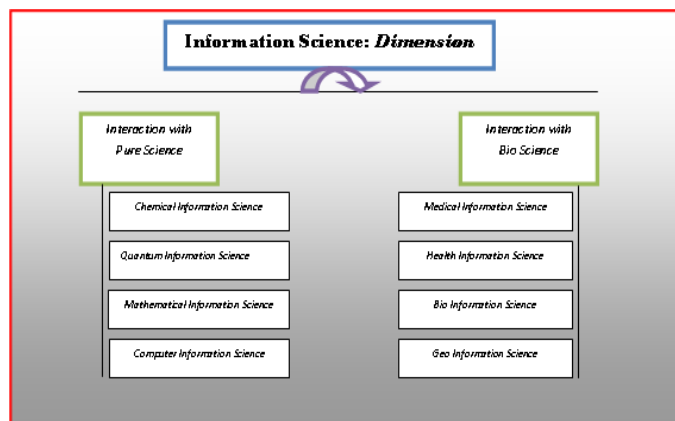 Information Science: Dimension
Interaction with
Pure Science
Chemical Information Science
Quantum Information Science
Mathematical Information Science
Computer Information Science
Interaction with
Bio Science
Medical Information Science
Health Information Science
Bio Information Science
Geo Information Science